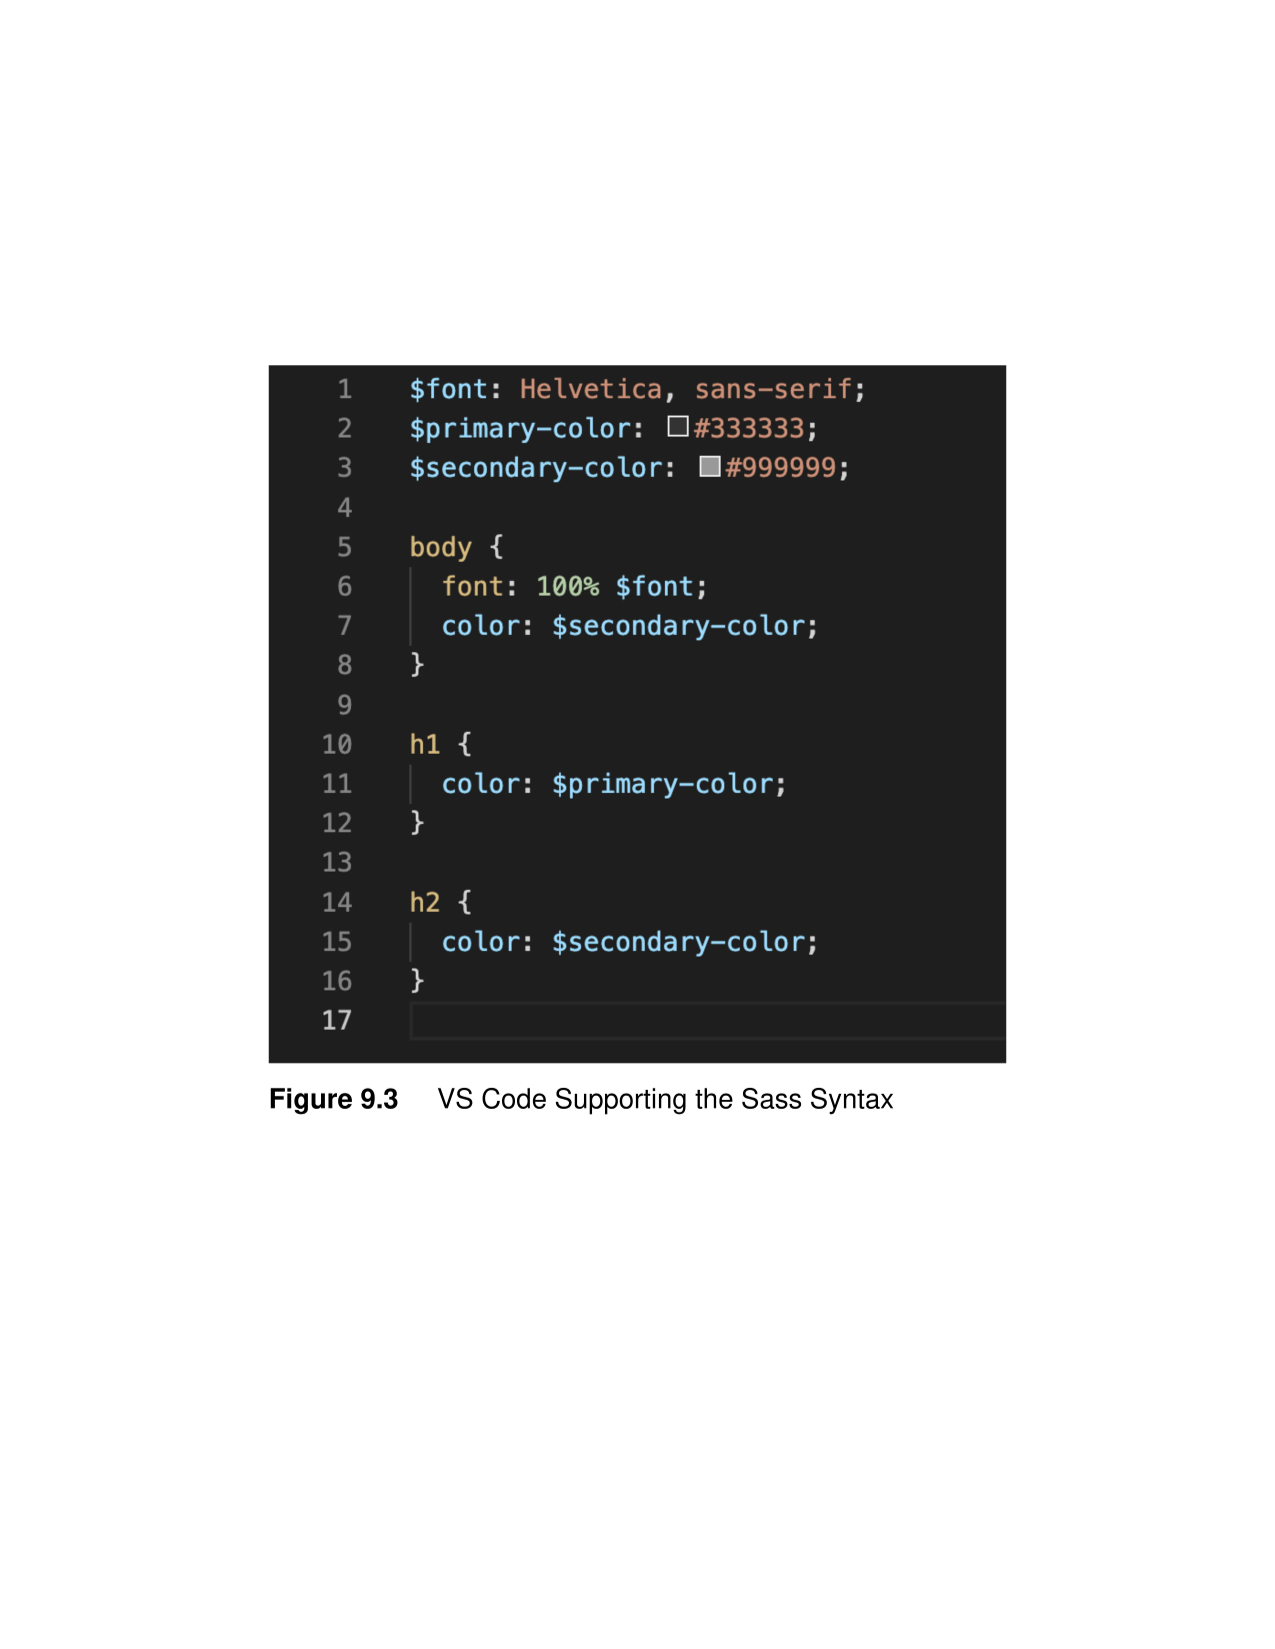 1 $font: Helvetica, sans-serif;
2 $primary-color: #333333;
3 $secondary-color: #999999;
4
5 body {
6 font: 100% $font;
7 color: $secondary-color;
8 }
9
10 h1 {
11 color: $primary-color;
12 }
13
14 h2 {
15 color: $secondary-color;
16 }
17
Figure 9.3 VS Code Supporting the Sass Syntax